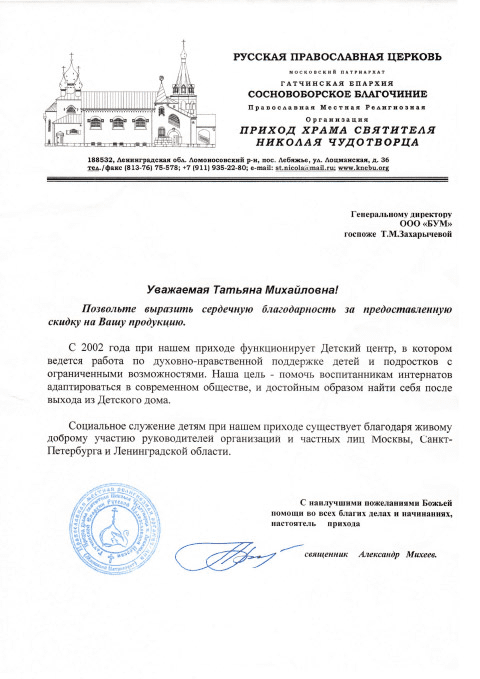 РУССКАЯ ПРАВОСЛАВНАЯ ЦЕРКОВЬ
МОСКОВСКИЙ ПАТРИАРХАТ
ГАТЧИНСКАЯ ЕПАРХИЯ
СОСНОВОБОРСКОЕ БЛАГОЧИНИЕ
Православная Местная Религиозная
Организация
ПРИХОД ХРАМА СВЯТИТЕЛЯ
НИКОЛАЯ ЧУДОТВОРЦА
188532, Ленинградская обл. Ломоносовский р-н, пос. Лебяжье, ул. Лоцманская, д. 36
тел./факс (813-76) 75-578; +7 (911) 935-22-80; e-mail: st.nicola@mail.ru; www.kncbu.org
Генеральному директору
ООО «БУМ»
госпоже Т.М.Захарычевой
Уважаемая Татьяна Михайловна!
Позвольте выразить сердечную благодарность за предоставленную
скидку на Вашу продукцию.
С 2002 года при нашем приходе функционирует Детский центр, в котором
ведется работа по духовно-нравственной поддержке детей и подростков с
ограниченными возможностями. Наша цель - помочь воспитанникам интернатов
адаптироваться в современном обществе, и достойным образом найти себя после
выхода из Детского дома.
Социальное служение детям при нашем приходе существует благодаря живому
доброму участию руководителей организаций и частных лиц Москвы, Санкт-
Петербурга и Ленинградской области.
С наилучшими пожеланиями Божьей
помощи во всех благих делах и начинаниях,
настоятель прихода
священник Александр Михеев.